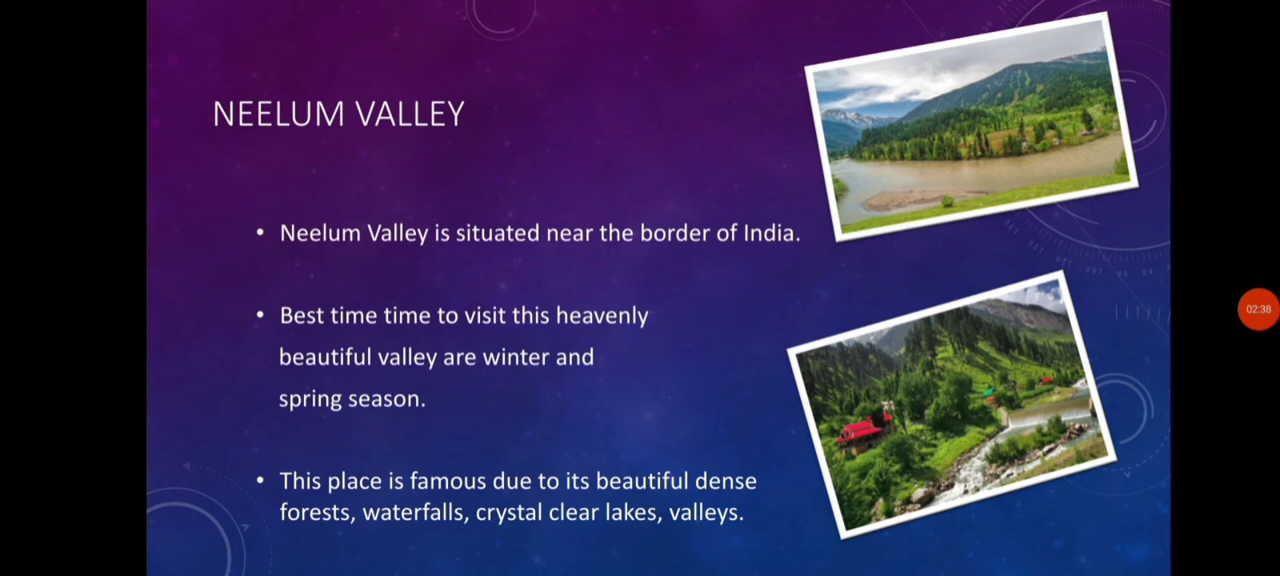 NEELUM VALLEY
• Neelum Valley is situated near the border of India.
• Best time time to visit this heavenly
beautiful valley are winter and
spring season.
• This place is famous due to its beautiful dense
forests, waterfalls, crystal clear lakes, valleys.
02:38